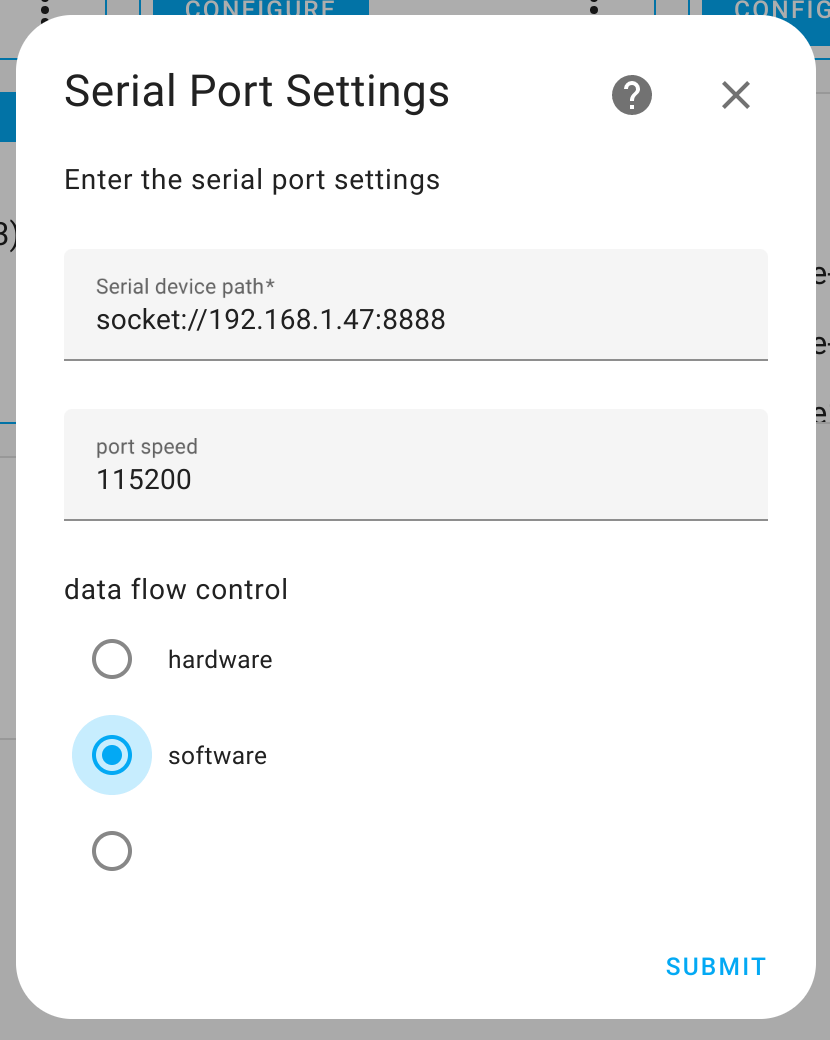 CONFIGURE
Serial Port Settings
Enter the serial port settings
3)
Serial device path*
socket://192.168.1.47:8888
port speed
115200
data flow control
hardware
software
SUBMIT